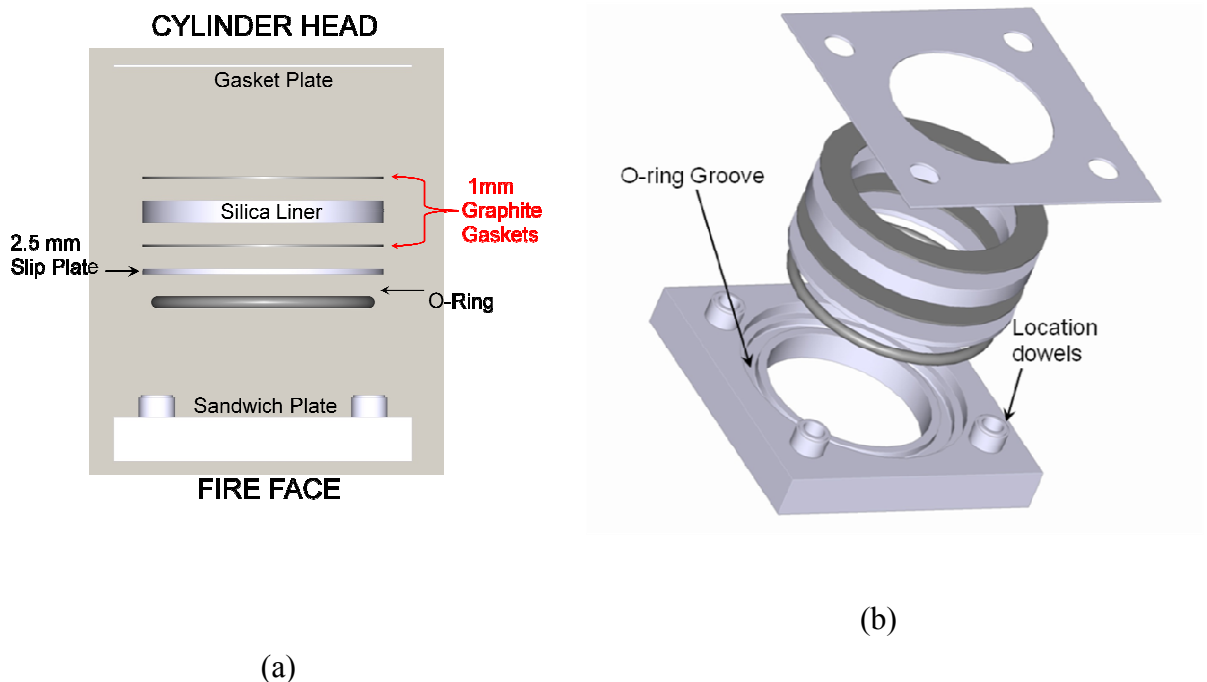 CYLINDER HEAD
Gasket Plate
1mm
Graphite
Gaskets
Silica Liner
2.5 mm
Slip Plate
O-Ring
Sandwich Plate
FIRE FACE
(a)
O-ring Groove
Location
dowels
(b)